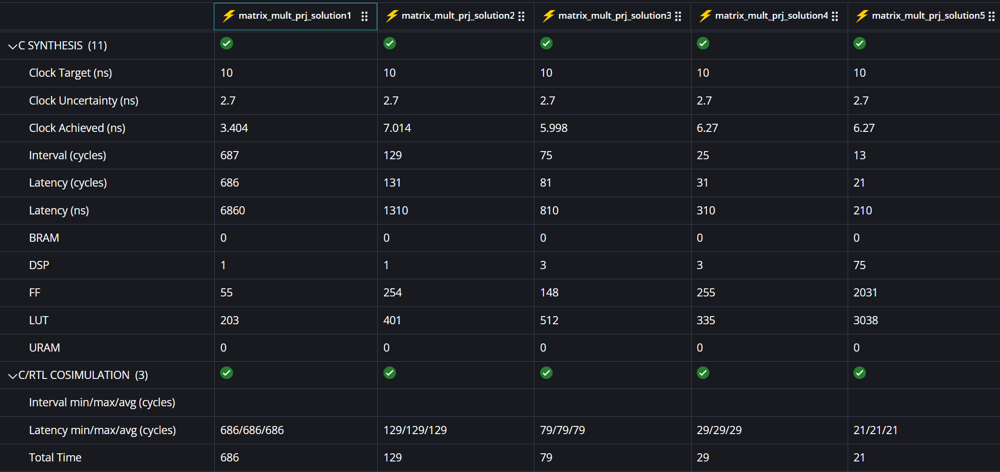 matrix_mult_prj_solution1 matrix_mult_prj_solution2 matrix_mult_prj_solution3 matrix_mult_prj_solution4 matrix_mult_prj_solution5
C SYNTHESIS (11)
Clock Target (ns) 10 10 10 10 10
Clock Uncertainty (ns) 2.7 2.7 2.7 2.7 2.7
Clock Achieved (ns) 3.404 7.014 5.998 6.27 6.27
Interval (cycles) 687 129 75 25 13
Latency (cycles) 686 131 81 31 21
Latency (ns) 6860 1310 810 310 210
BRAM 0 0 0 0 0
DSP 1 1 3 3 75
FF 55 254 148 255 2031
LUT 203 401 512 335 3038
URAM 0 0 0 0 0
C/RTL COSIMULATION (3)
Interval min/max/avg (cycles)
Latency min/max/avg (cycles) 686/686/686 129/129/129 79/79/79 29/29/29 21/21/21
Total Time 686 129 79 29 21